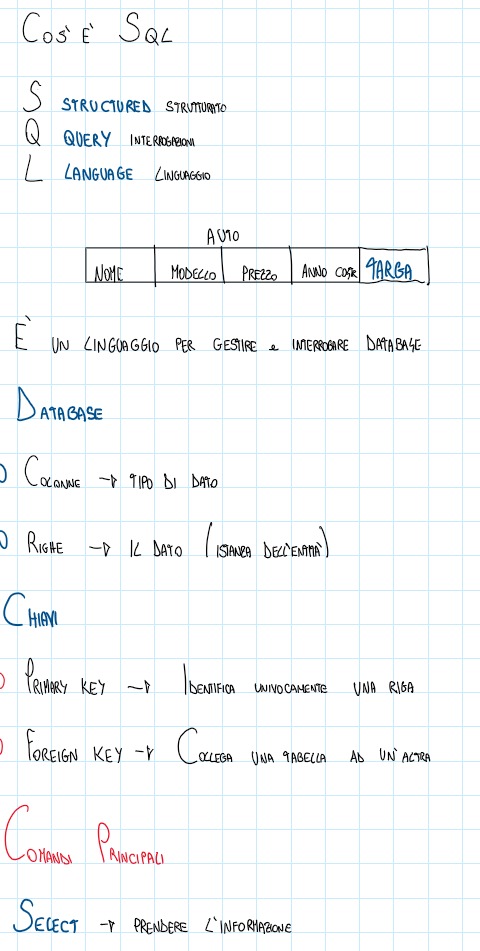 COS'È SQL
S STRUCTURED STRUTTURATO
Q QUERY INTERROGAZIONI
L LANGUAGE LINGUAGGIO
AUTO
NOME MODELLO PREZZO ANNO COSTR TARGA
È UN LINGUAGGIO PER GESTIRE e INTERROGARE DATABASE
DATABASE
COLONNE → TIPO DI DATO
RIGHE → IL DATO (ISTANZA DELL'ENTITÀ)
CHIAVI
PRIMARY KEY → IDENTIFICA UNIVOCAMENTE UNA RIGA
FOREIGN KEY → COLLEGA UNA TABELLA AD UN'ALTRA
COMANDI PRINCIPALI
SELECT → PRENDERE L'INFORMAZIONE